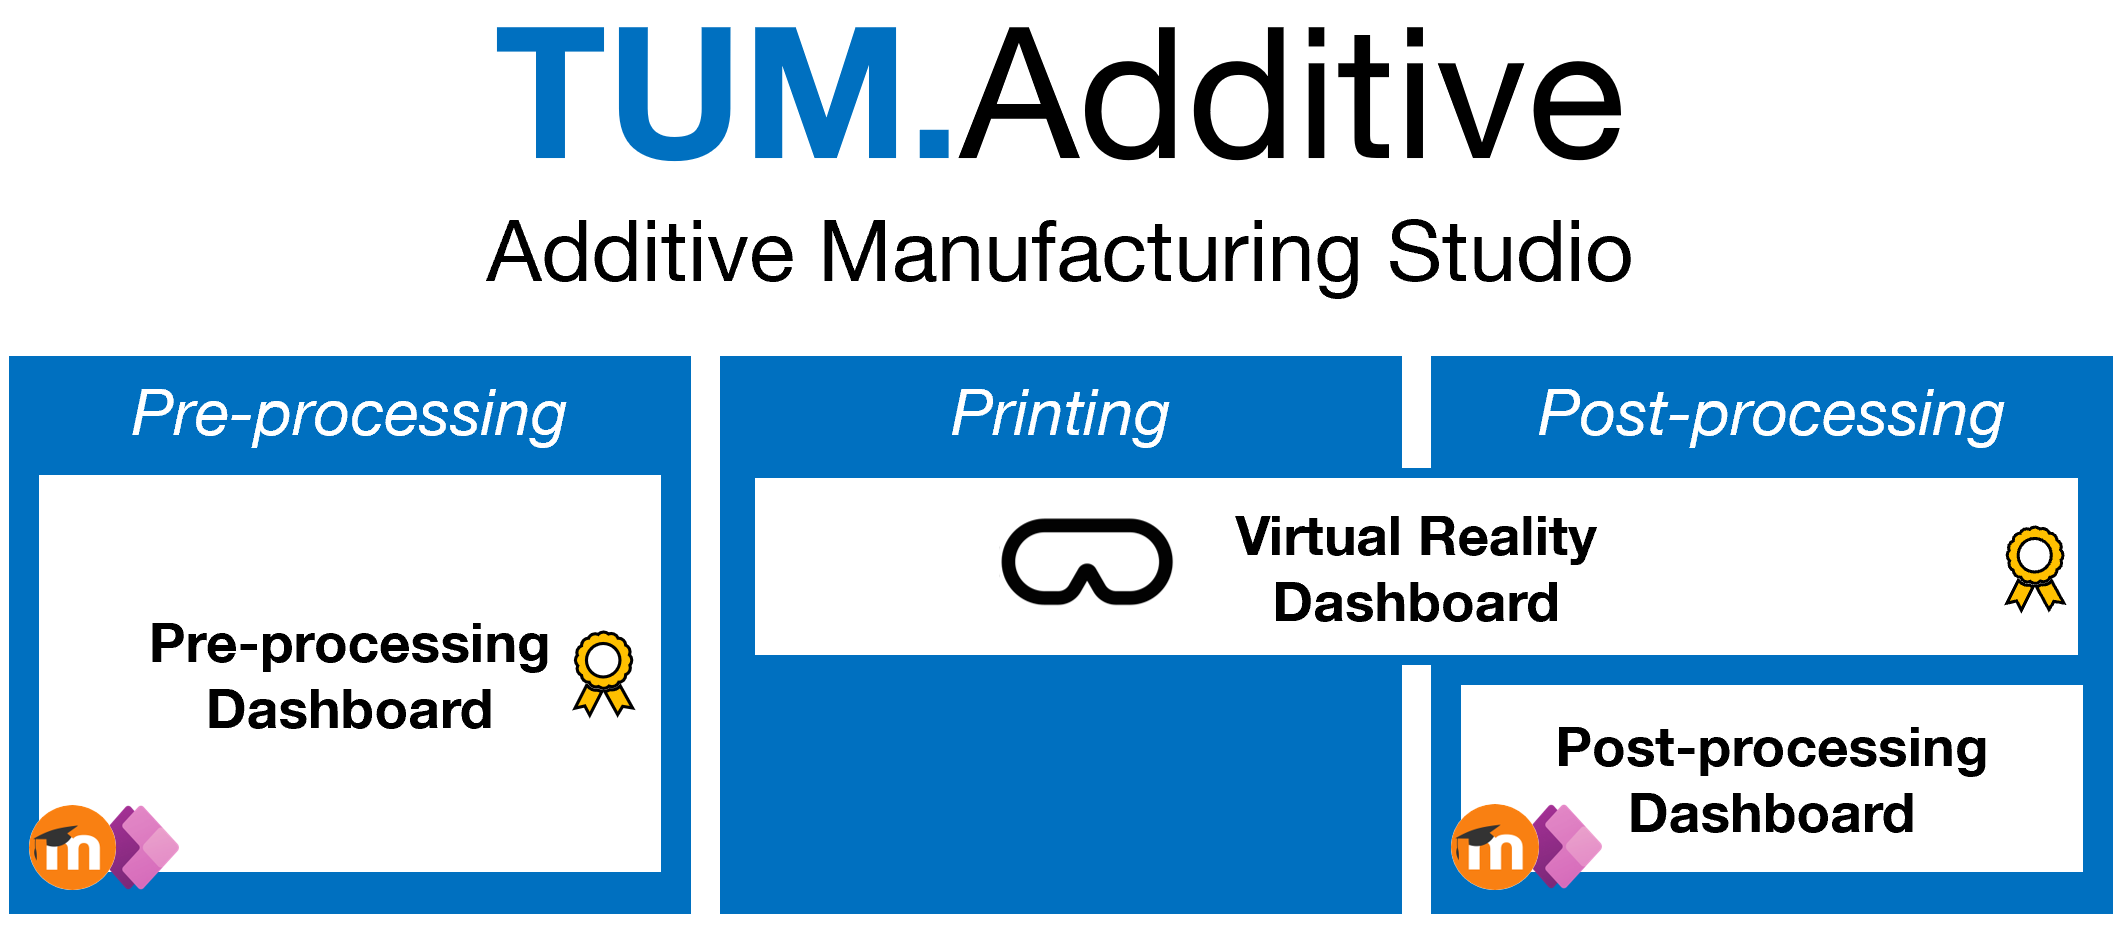 TUM.Additive
Additive Manufacturing Studio
Pre-processing
Printing
Post-processing
Virtual Reality
Dashboard
Pre-processing
Dashboard
Post-processing
Dashboard
m
m